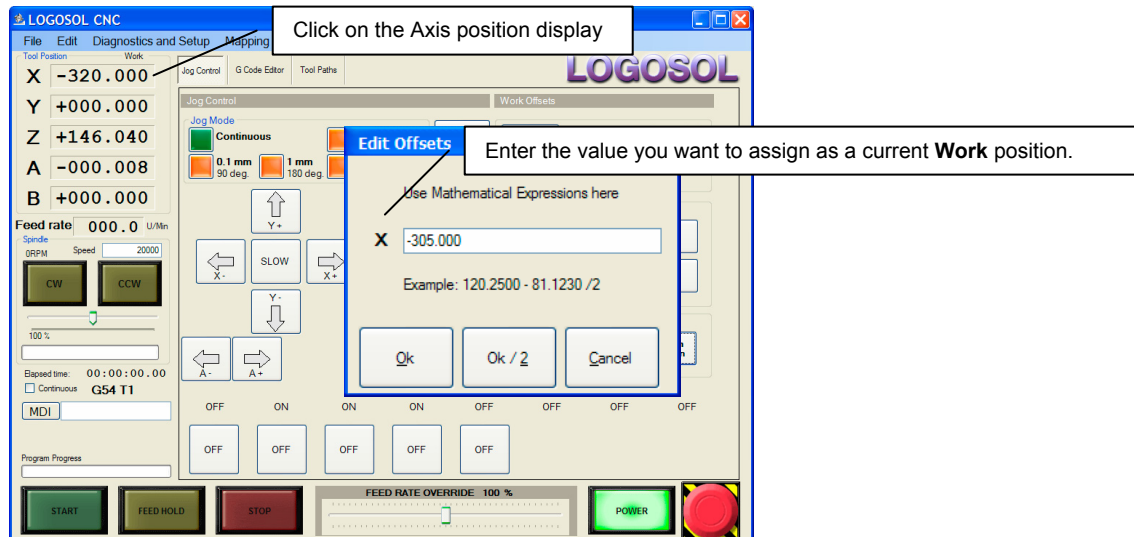 LOGOSOL CNC
Click on the Axis position display
File Edit Diagnostics and Setup Mapping
Tool Position Work
X -320.000
Y +000.000
Z +146.040
A -000.008
B +000.000
Feed rate 000.0 U/Min
Spindle
0RPM Speed 20000
CW CCW
100 %
Elapsed time: 00:00:00.00
Continuous G54 T1
MDI
Program Progress
Jog Control G Code Editor Tool Paths
LOGOSOL
Jog Control Work Offsets
Jog Mode
Continuous
0.1 mm 1 mm
90 deg. 180 deg.
Y+
X- SLOW X+
Y-
A- A+
Edit Offsets
Enter the value you want to assign as a current Work position.
Use Mathematical Expressions here
X -305.000
Example: 120.2500 - 81.1230 /2
Ok Ok / 2 Cancel
OFF ON ON ON OFF OFF OFF OFF
OFF OFF OFF OFF OFF
FEED RATE OVERRIDE 100 %
START FEED HOLD STOP POWER